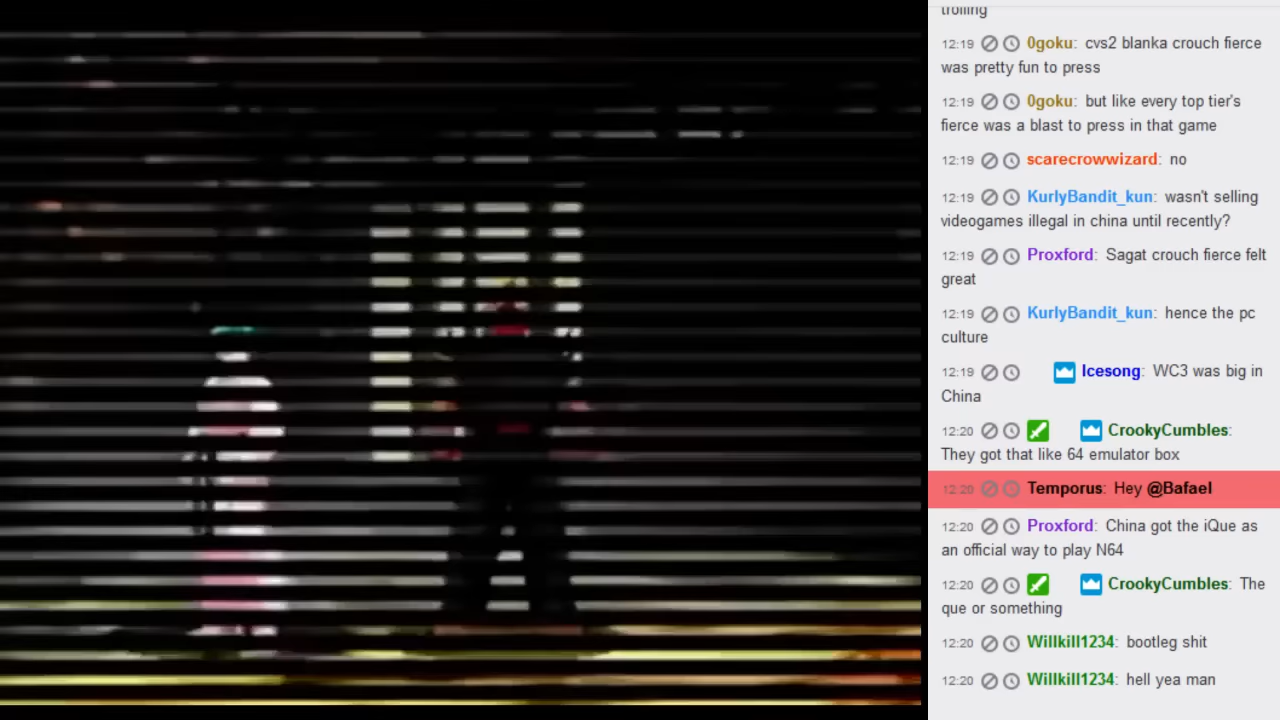 trolling
12:19 0goku: cvs2 blanka crouch fierce
was pretty fun to press
12:19 0goku: but like every top tier's
fierce was a blast to press in that game
12:19 scarecrowwizard: no
12:19 KurlyBandit_kun: wasn't selling
videogames illegal in china until recently?
12:19 Proxford: Sagat crouch fierce felt
great
12:19 KurlyBandit_kun: hence the pc
culture
12:19 Icesong: WC3 was big in
China
12:20 CrookyCumbles:
They got that like 64 emulator box
12:20 Temporus: Hey @Bafael
12:20 Proxford: China got the iQue as
an official way to play N64
12:20 CrookyCumbles: The
que or something
12:20 Willkill1234: bootleg shit
12:20 Willkill1234: hell yea man